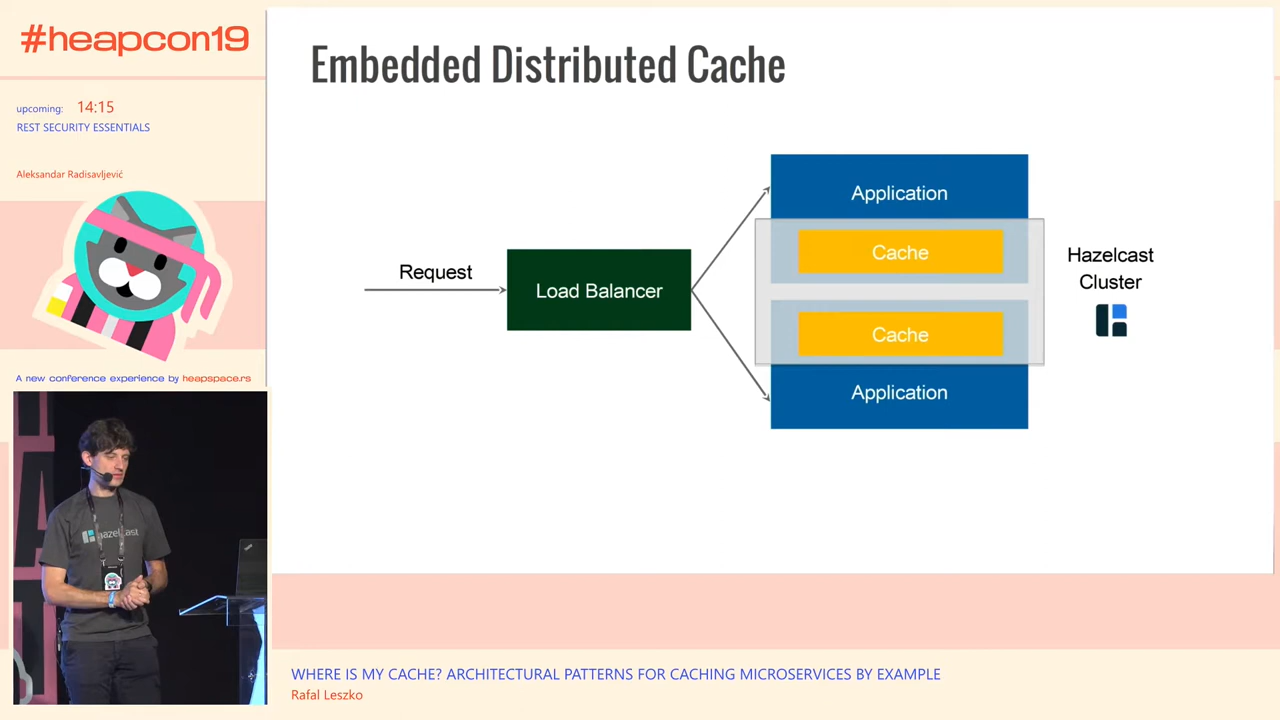 #heapcon19
upcoming: 14:15
REST SECURITY ESSENTIALS
Aleksandar Radisavljević
A new conference experience by heapspace.rs
Embedded Distributed Cache
Request
Load Balancer
Application
Cache
Cache
Application
Hazelcast
Cluster
hazelcast
WHERE IS MY CACHE? ARCHITECTURAL PATTERNS FOR CACHING MICROSERVICES BY EXAMPLE
Rafal Leszko